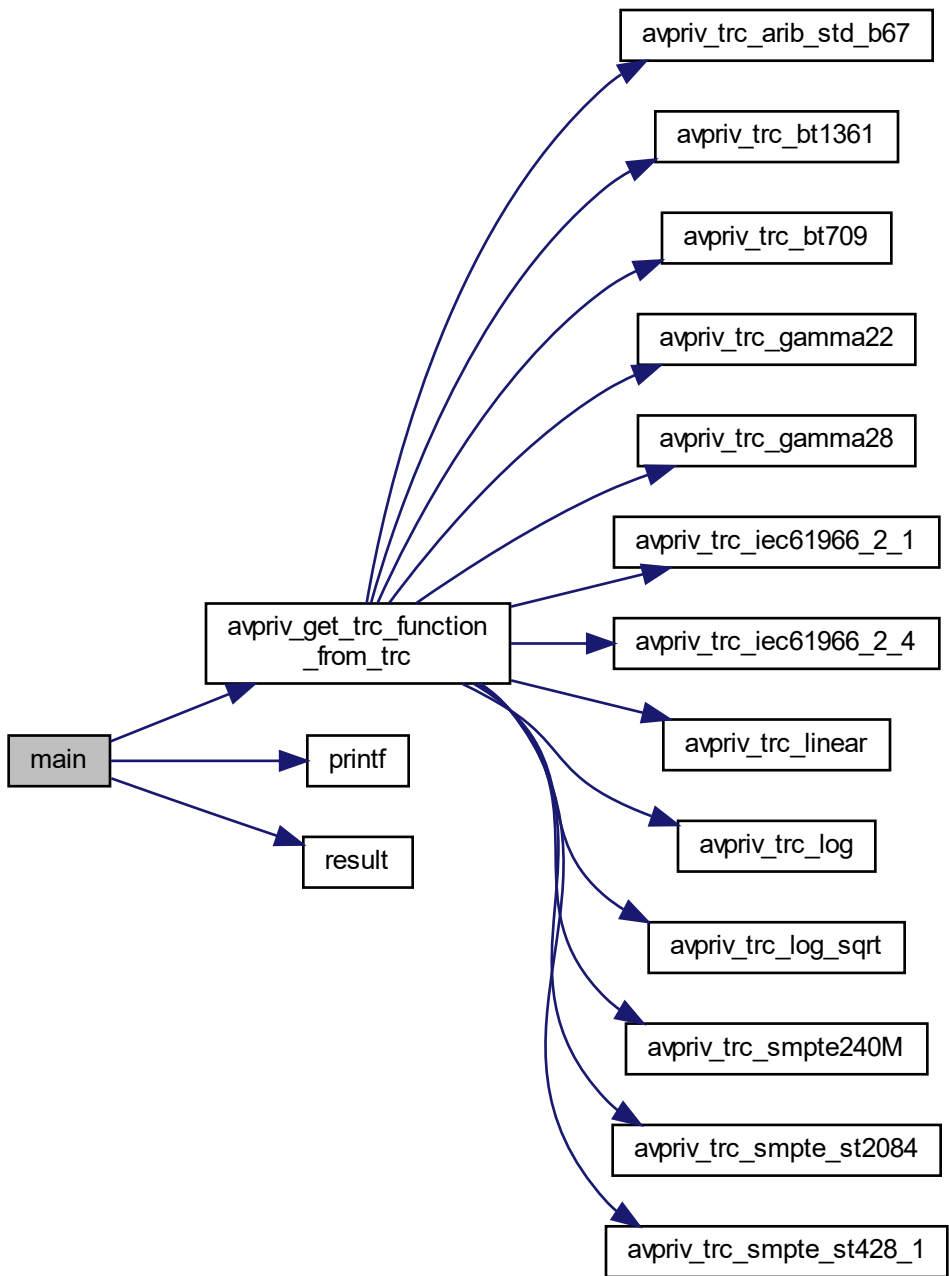 avpriv_trc_arib_std_b67
avpriv_trc_bt1361
avpriv_trc_bt709
avpriv_trc_gamma22
avpriv_trc_gamma28
avpriv_trc_iec61966_2_1
avpriv_get_trc_function
_from_trc
avpriv_trc_iec61966_2_4
avpriv_trc_linear
main
printf
avpriv_trc_log
result
avpriv_trc_log_sqrt
avpriv_trc_smpte240M
avpriv_trc_smpte_st2084
avpriv_trc_smpte_st428_1